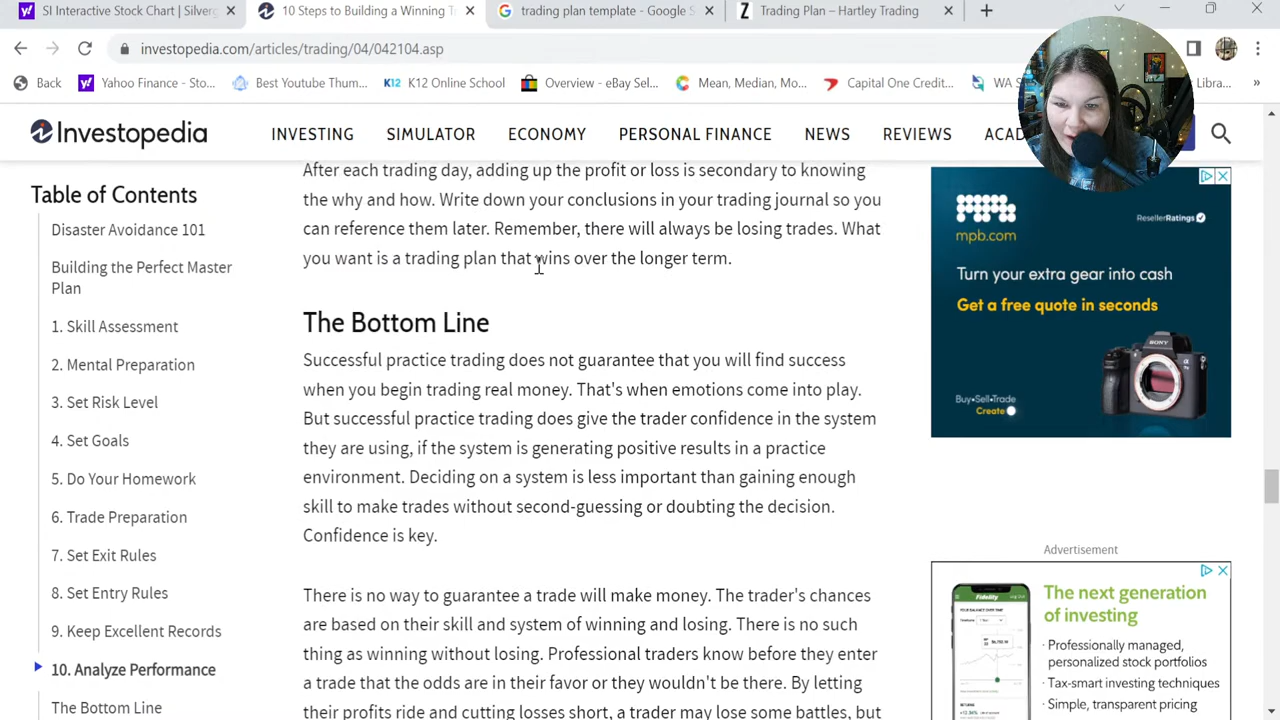 SI Interactive Stock Chart | Silverg
10 Steps to Building a Winning T
trading plan template - Google S
Trading Plan – Hartley Trading
investopedia.com/articles/trading/04/042104.asp
Back
Yahoo Finance - Sto...
Best Youtube Thum...
K12
K12 Online School
Overview - eBay Sel...
Mean, Median, Mo...
Capital One Credit...
WA S
Libra...
Investopedia
INVESTING
SIMULATOR
ECONOMY
PERSONAL FINANCE
NEWS
REVIEWS
ACAD
Table of Contents
Disaster Avoidance 101
Building the Perfect Master
Plan
1. Skill Assessment
2. Mental Preparation
3. Set Risk Level
4. Set Goals
5. Do Your Homework
6. Trade Preparation
7. Set Exit Rules
8. Set Entry Rules
9. Keep Excellent Records
10. Analyze Performance
The Bottom Line
After each trading day, adding up the profit or loss is secondary to knowing
the why and how. Write down your conclusions in your trading journal so you
can reference them later. Remember, there will always be losing trades. What
you want is a trading plan that wins over the longer term.
The Bottom Line
Successful practice trading does not guarantee that you will find success
when you begin trading real money. That's when emotions come into play.
But successful practice trading does give the trader confidence in the system
they are using, if the system is generating positive results in a practice
environment. Deciding on a system is less important than gaining enough
skill to make trades without second-guessing or doubting the decision.
Confidence is key.
There is no way to guarantee a trade will make money. The trader's chances
are based on their skill and system of winning and losing. There is no such
thing as winning without losing. Professional traders know before they enter
a trade that the odds are in their favor or they wouldn't be there. By letting
their profits ride and cutting losses short, a trader may lose some battles, but
mpb.com
ResellerRatings
Turn your extra gear into cash
Get a free quote in seconds
SONY
Buy•Sell•Trade
Create
Advertisement
Fidelity
The next generation
of investing
• Professionally managed,
personalized stock portfolios
• Tax-smart investing techniques
• Simple, transparent pricing